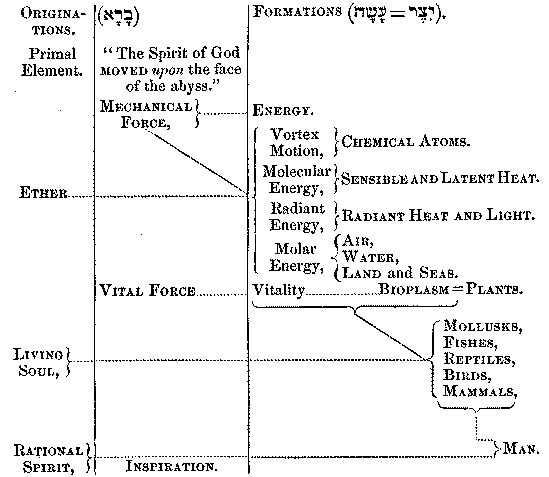 ORIGINA-
TIONS.
(בָּרָא)
FORMATIONS (יִצֶר = עָשָׂה).
Primal
Element.
"The Spirit of God
MOVED upon the face
of the abyss."
MECHANICAL
FORCE,
ENERGY.
Vortex
Motion,
CHEMICAL ATOMS.
Molecular
Energy,
SENSIBLE AND LATENT HEAT.
ETHER
Radiant
Energy,
RADIANT HEAT AND LIGHT.
Molar
Energy,
AIR,
WATER,
LAND and SEAS.
VITAL FORCE
Vitality
BIOPLASM = PLANTS.
MOLLUSKS,
FISHES,
REPTILES,
BIRDS,
MAMMALS,
LIVING
SOUL,
MAN.
RATIONAL
SPIRIT,
INSPIRATION.